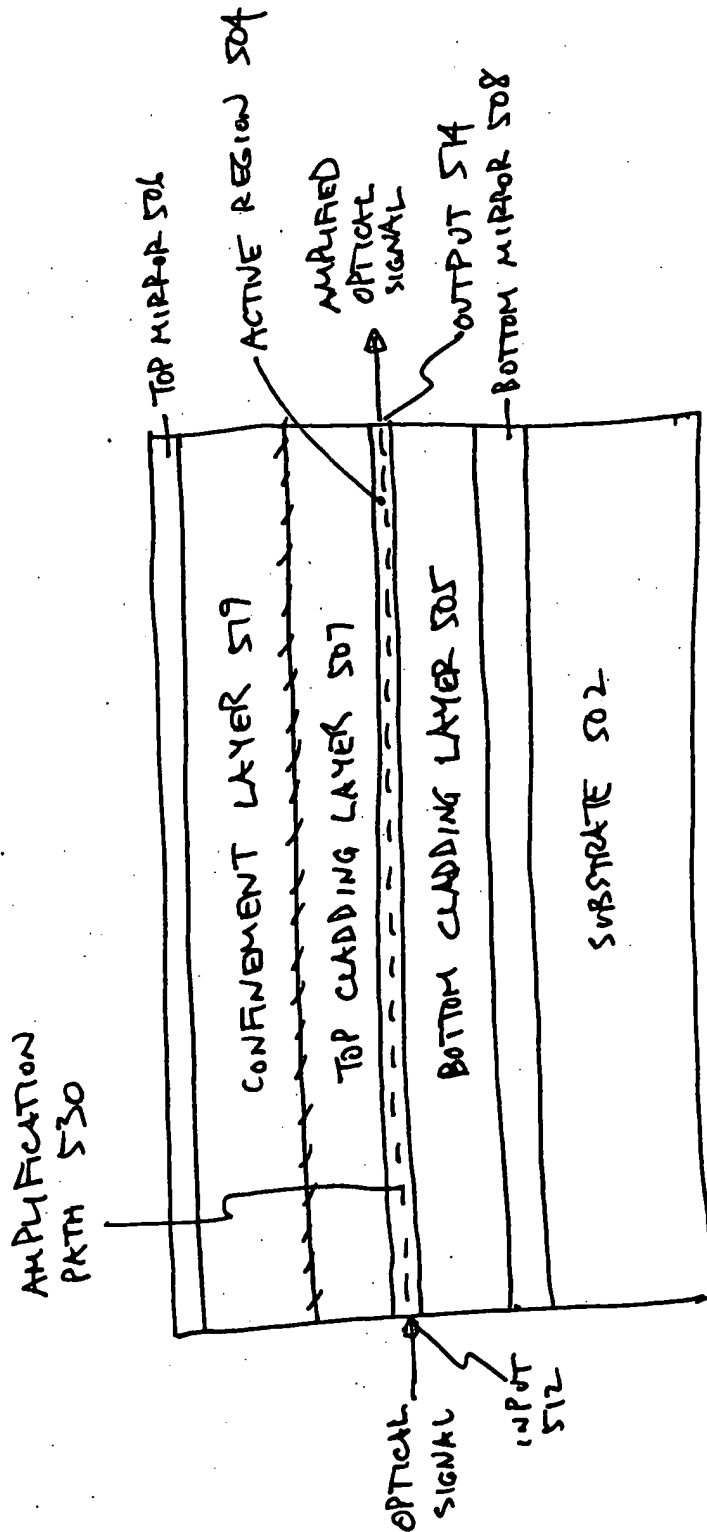 AMPLIFICATION
PATH 530
TOP MIRROR 506
ACTIVE REGION 504
CONFINEMENT LAYER 519
TOP CLADDING LAYER 507
AMPLIFIED
OPTICAL
SIGNAL
OPTICAL
SIGNAL
INPUT
512
OUTPUT 514
BOTTOM CLADDING LAYER 505
BOTTOM MIRROR 508
SUBSTRATE 502